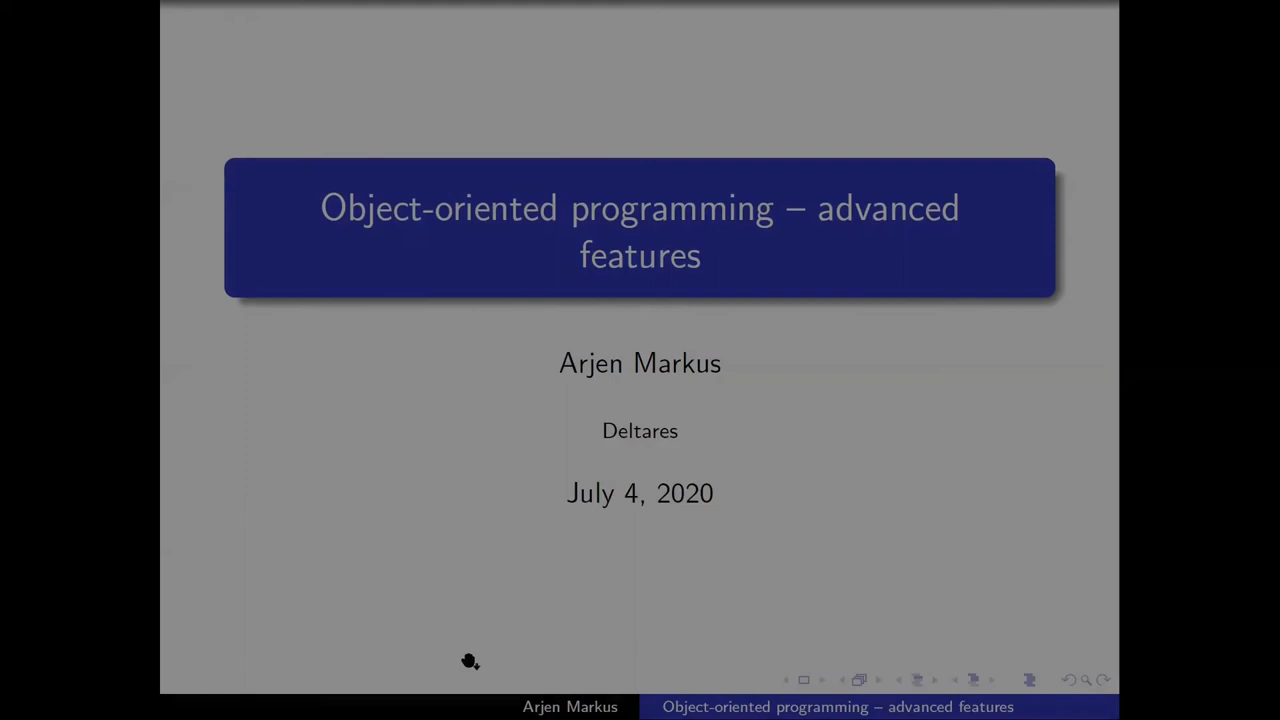 Object-oriented programming – advanced
features
Arjen Markus
Deltares
July 4, 2020
Arjen Markus
Object-oriented programming – advanced features